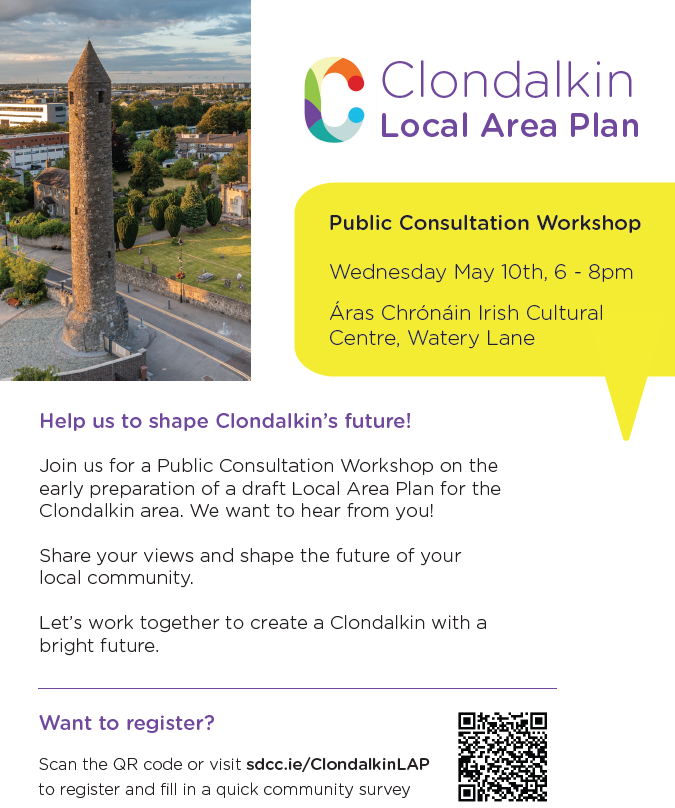 Clondalkin
Local Area Plan
Public Consultation Workshop
Wednesday May 10th, 6 - 8pm
Áras Chrónáin Irish Cultural
Centre, Watery Lane
Help us to shape Clondalkin’s future!
Join us for a Public Consultation Workshop on the
early preparation of a draft Local Area Plan for the
Clondalkin area. We want to hear from you!
Share your views and shape the future of your
local community.
Let’s work together to create a Clondalkin with a
bright future.
Want to register?
Scan the QR code or visit sdcc.ie/ClondalkinLAP
to register and fill in a quick community survey